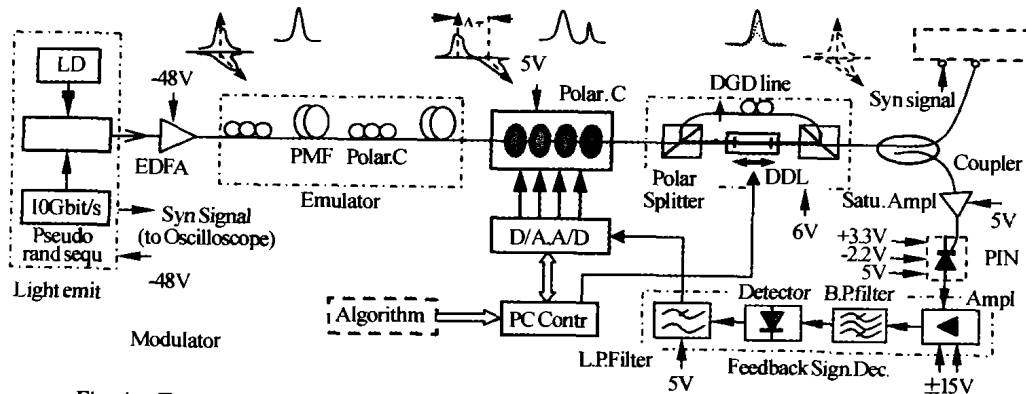 LD
10Gbit/s
Pseudo
rand sequ
Light emit
-48V
EDFA
Syn Signal
(to Oscilloscope)
-48V
PMF
Polar.C
Emulator
Modulator
Δτ
5V
Polar. C
D/A,A/D
Algorithm
PC Contr
DGD line
Polar
Splitter
DDL
6V
Syn signal
Coupler
Satu. Ampl
5V
+3.3V
-2.2V
5V
PIN
Ampl
Detector
B.P.filter
L.P.Filter
Feedback Sign.Dec.
5V
±15V